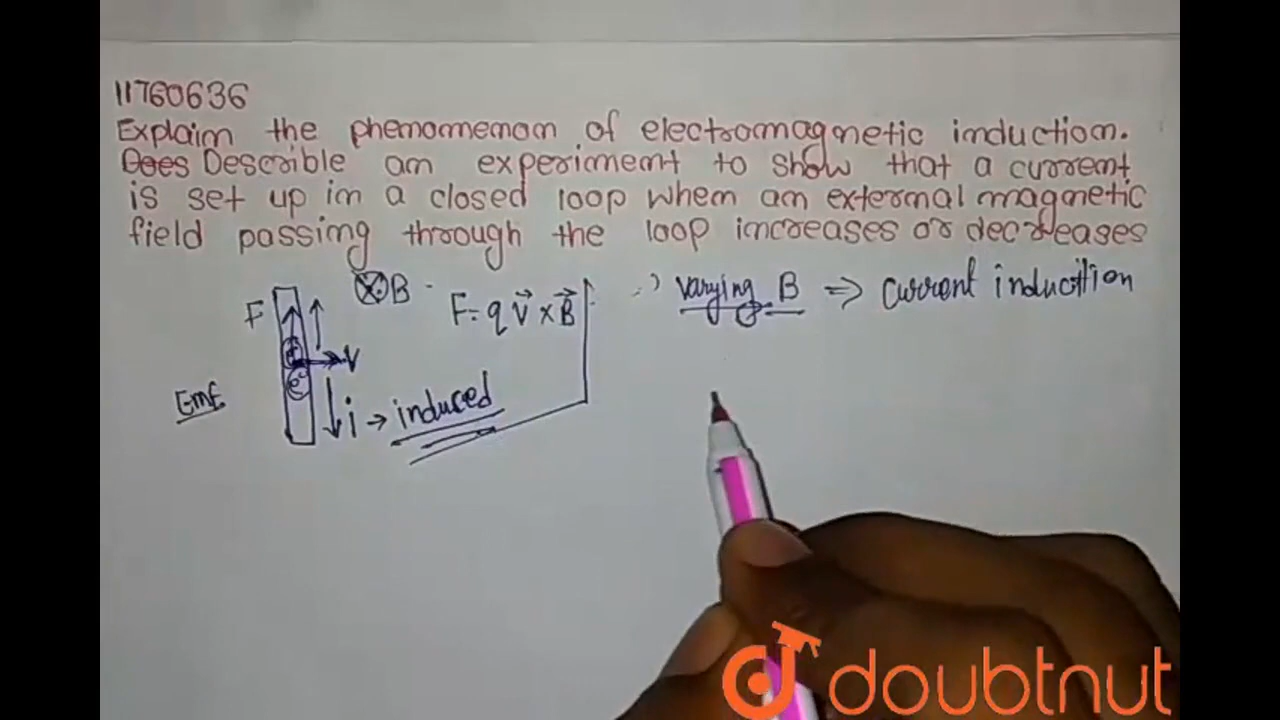 11760636
Explain the phenomenon of electromagnetic induction.
Does Describle an experiment to show that a current
is set up in a closed loop when an external magnetic
field passing through the loop increases or decreases
F
B
F = q V × B
varying B ⇒ current induction
V
e
Emf
i → induced
doubtnut